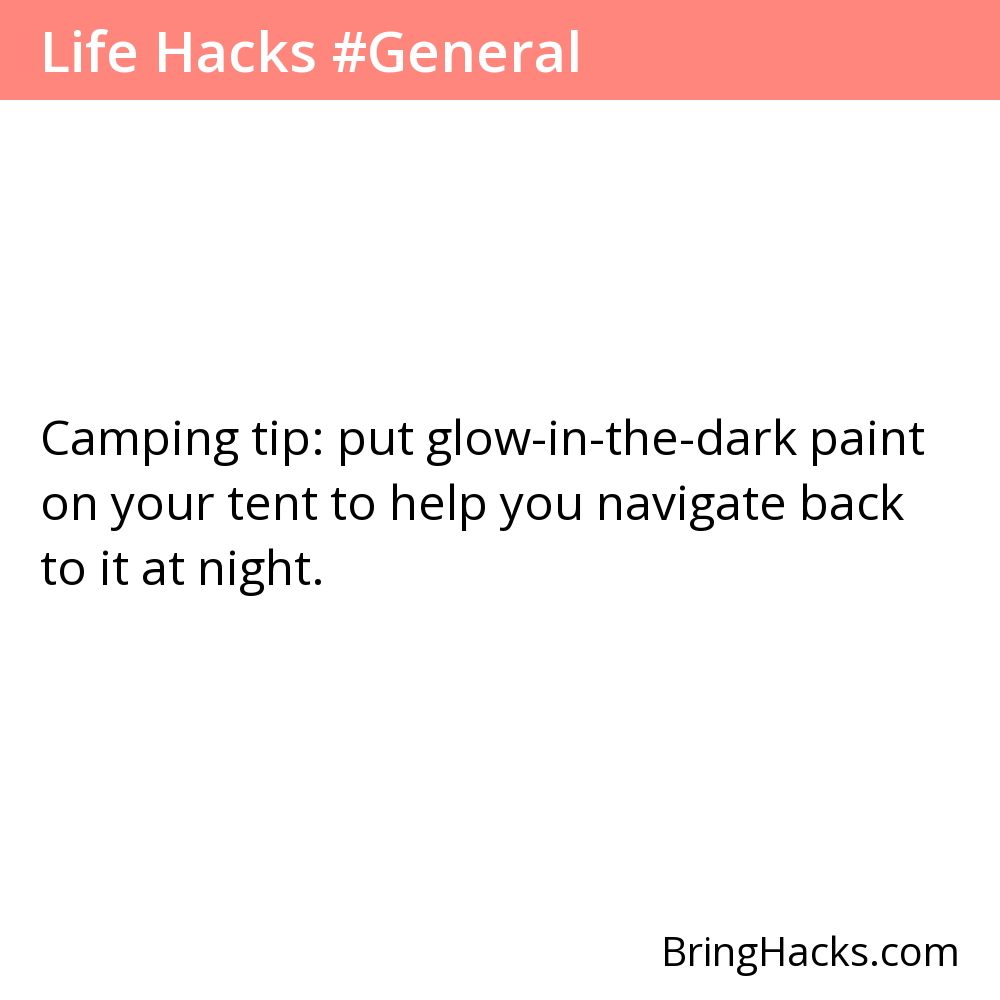 Life Hacks #General
Camping tip: put glow-in-the-dark paint
on your tent to help you navigate back
to it at night.
BringHacks.com